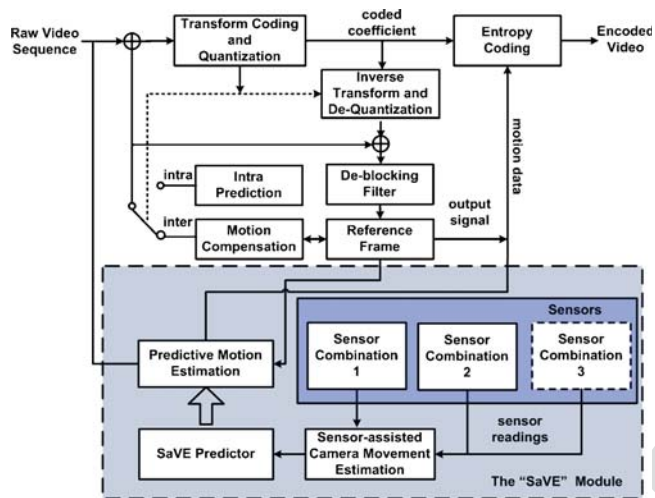 Raw Video
Sequence
Transform Coding
and
Quantization
coded
coefficient
Entropy
Coding
Encoded
Video
Inverse
Transform and
De-Quantization
motion data
intra
Intra
Prediction
De-blocking
Filter
inter
Motion
Compensation
Reference
Frame
output
signal
Sensors
Predictive Motion
Estimation
Sensor
Combination
1
Sensor
Combination
2
Sensor
Combination
3
SaVE Predictor
Sensor-assisted
Camera Movement
Estimation
sensor
readings
The "SaVE" Module